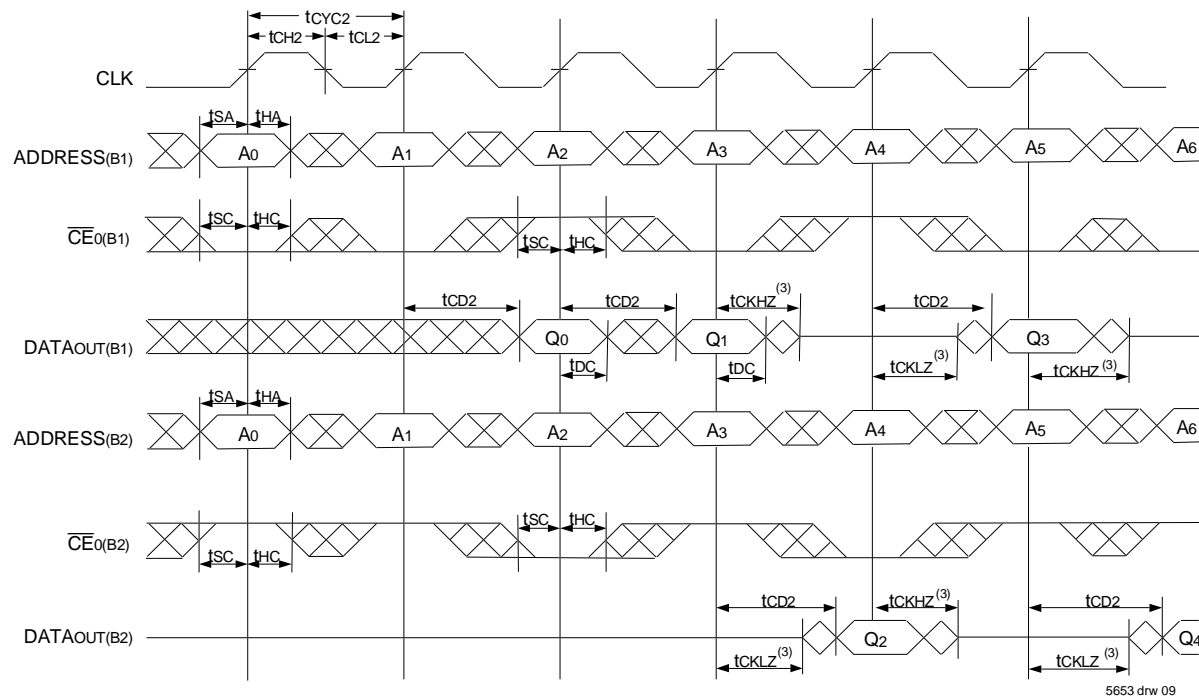 tCYC2
tCH2 tCL2
CLK
tSA tHA
ADDRESS(B1) A0 A1 A2 A3 A4 A5 A6
tSC tHC
CE0(B1)
tSC tHC
tCD2 tCD2 tCKHZ(3) tCD2
DATAOUT(B1) Q0 Q1 Q3
tDC tDC tCKLZ(3) tCKHZ(3)
tSA tHA
ADDRESS(B2) A0 A1 A2 A3 A4 A5 A6
tSC tHC
CE0(B2)
tSC tHC
tCD2 tCKHZ(3) tCD2
DATAOUT(B2) Q2 Q4
tCKLZ(3) tCKLZ(3)
5653 drw 09